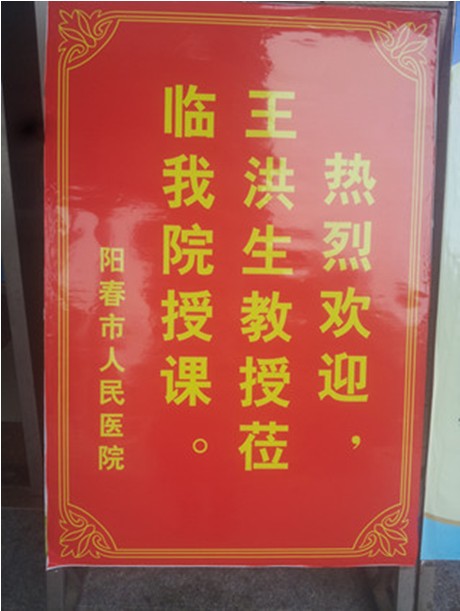 热烈欢迎，
王洪生教授莅
临我院授课。
阳春市人民医院